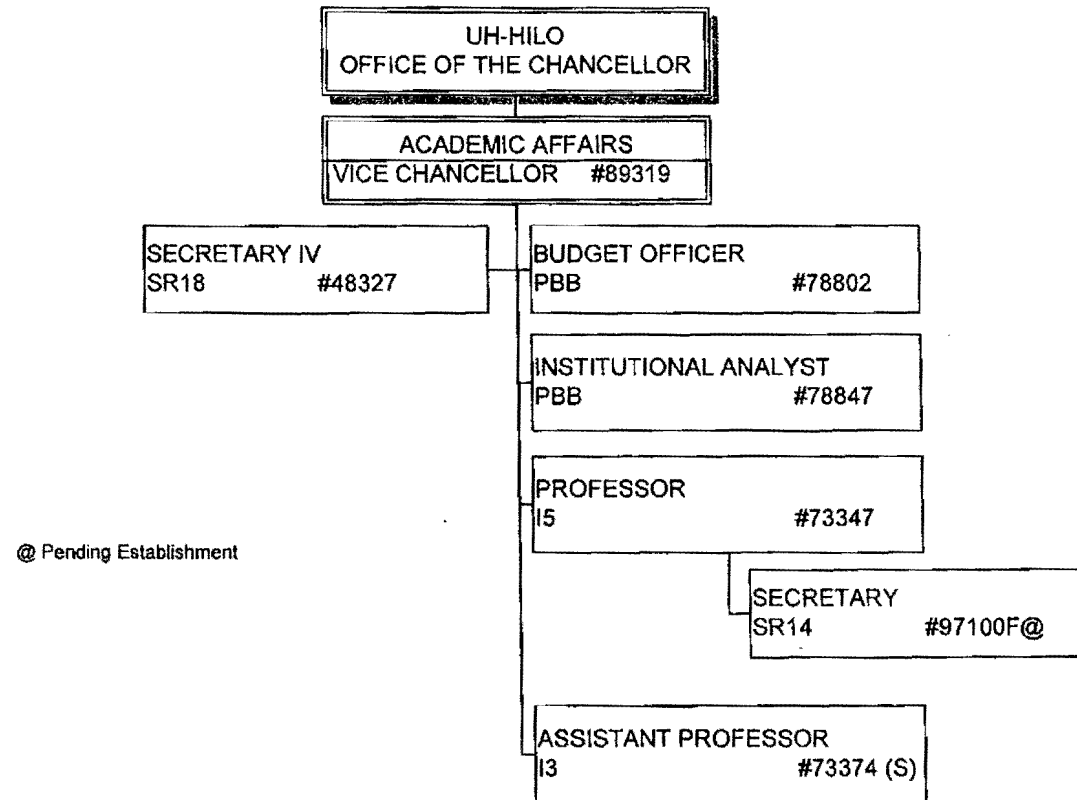 UH-HILO
OFFICE OF THE CHANCELLOR
ACADEMIC AFFAIRS
VICE CHANCELLOR #89319
SECRETARY IV
SR18 #48327
BUDGET OFFICER
PBB #78802
INSTITUTIONAL ANALYST
PBB #78847
PROFESSOR
I5 #73347
@ Pending Establishment
SECRETARY
SR14 #97100F@
ASSISTANT PROFESSOR
I3 #73374 (S)